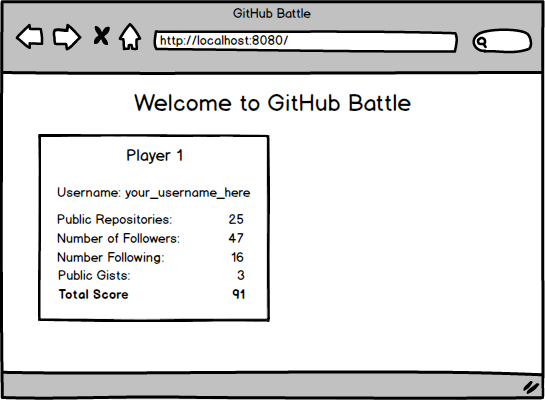 GitHub Battle
http://localhost:8080/
Welcome to GitHub Battle
Player 1
Username: your_username_here
Public Repositories: 25
Number of Followers: 47
Number Following: 16
Public Gists: 3
Total Score 91